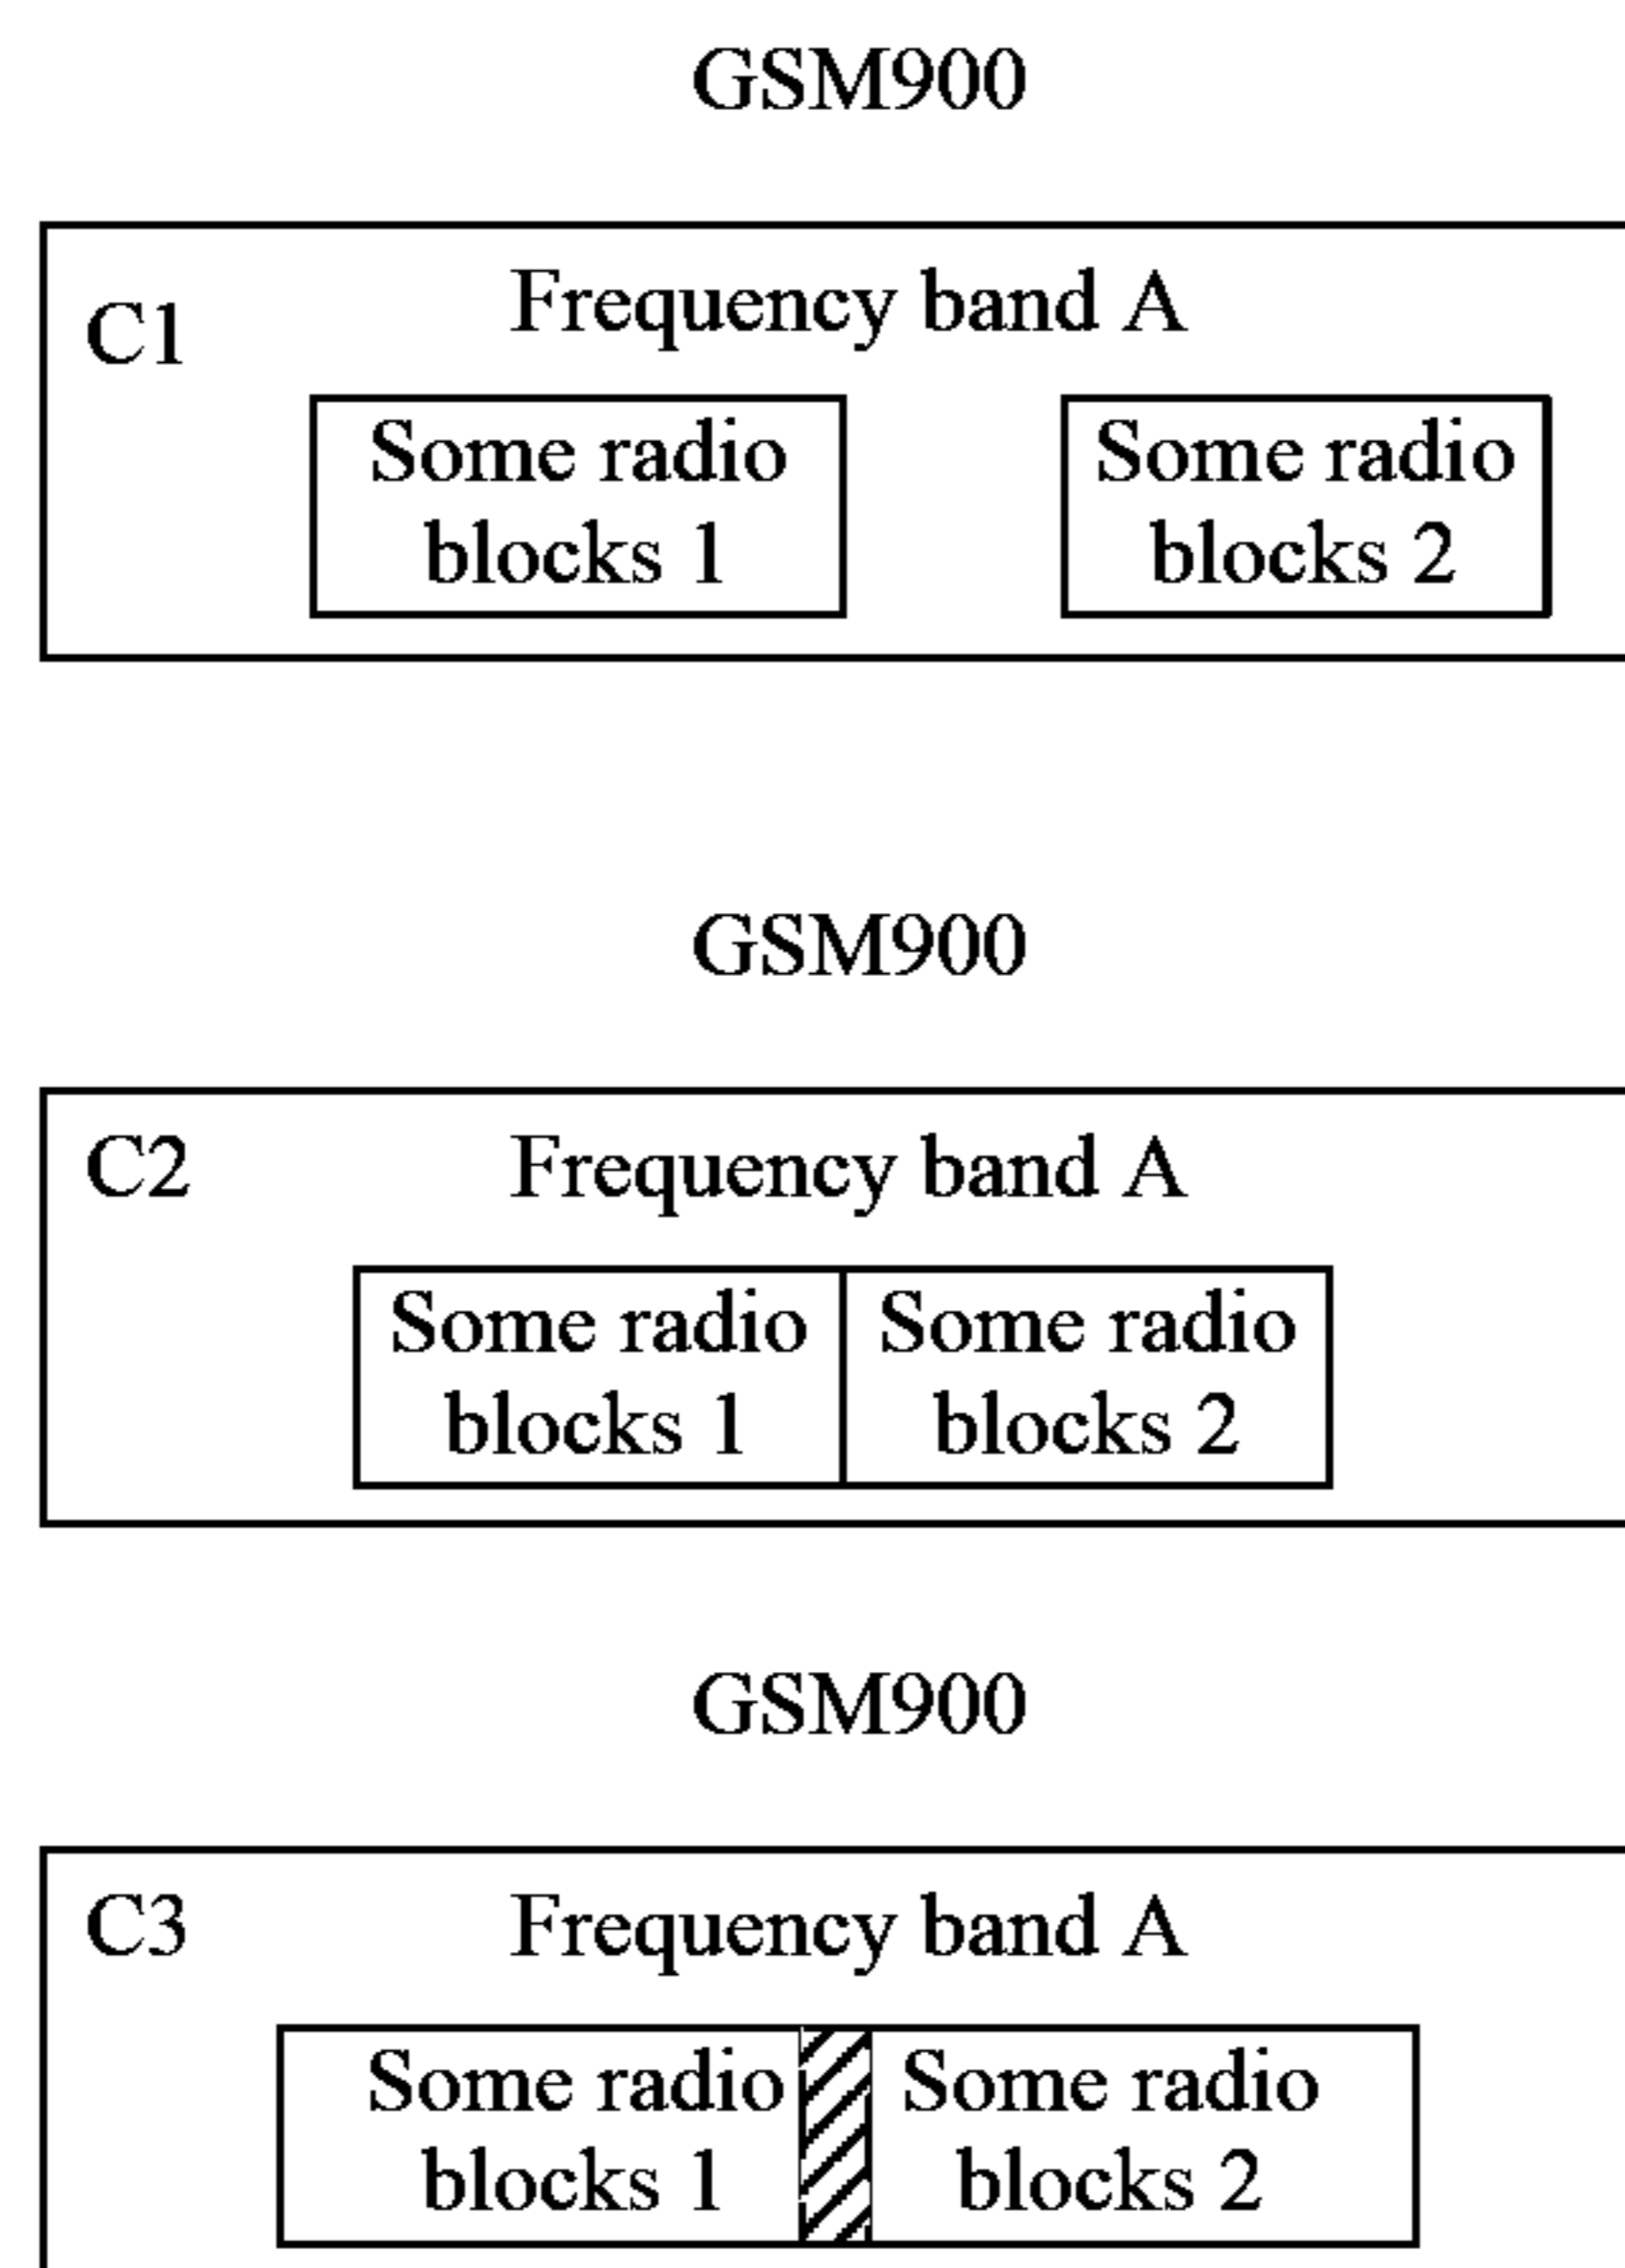 GSM900
C1
Frequency band A
Some radio
blocks 1
Some radio
blocks 2
GSM900
C2
Frequency band A
Some radio
blocks 1
Some radio
blocks 2
GSM900
C3
Frequency band A
Some radio
blocks 1
Some radio
blocks 2